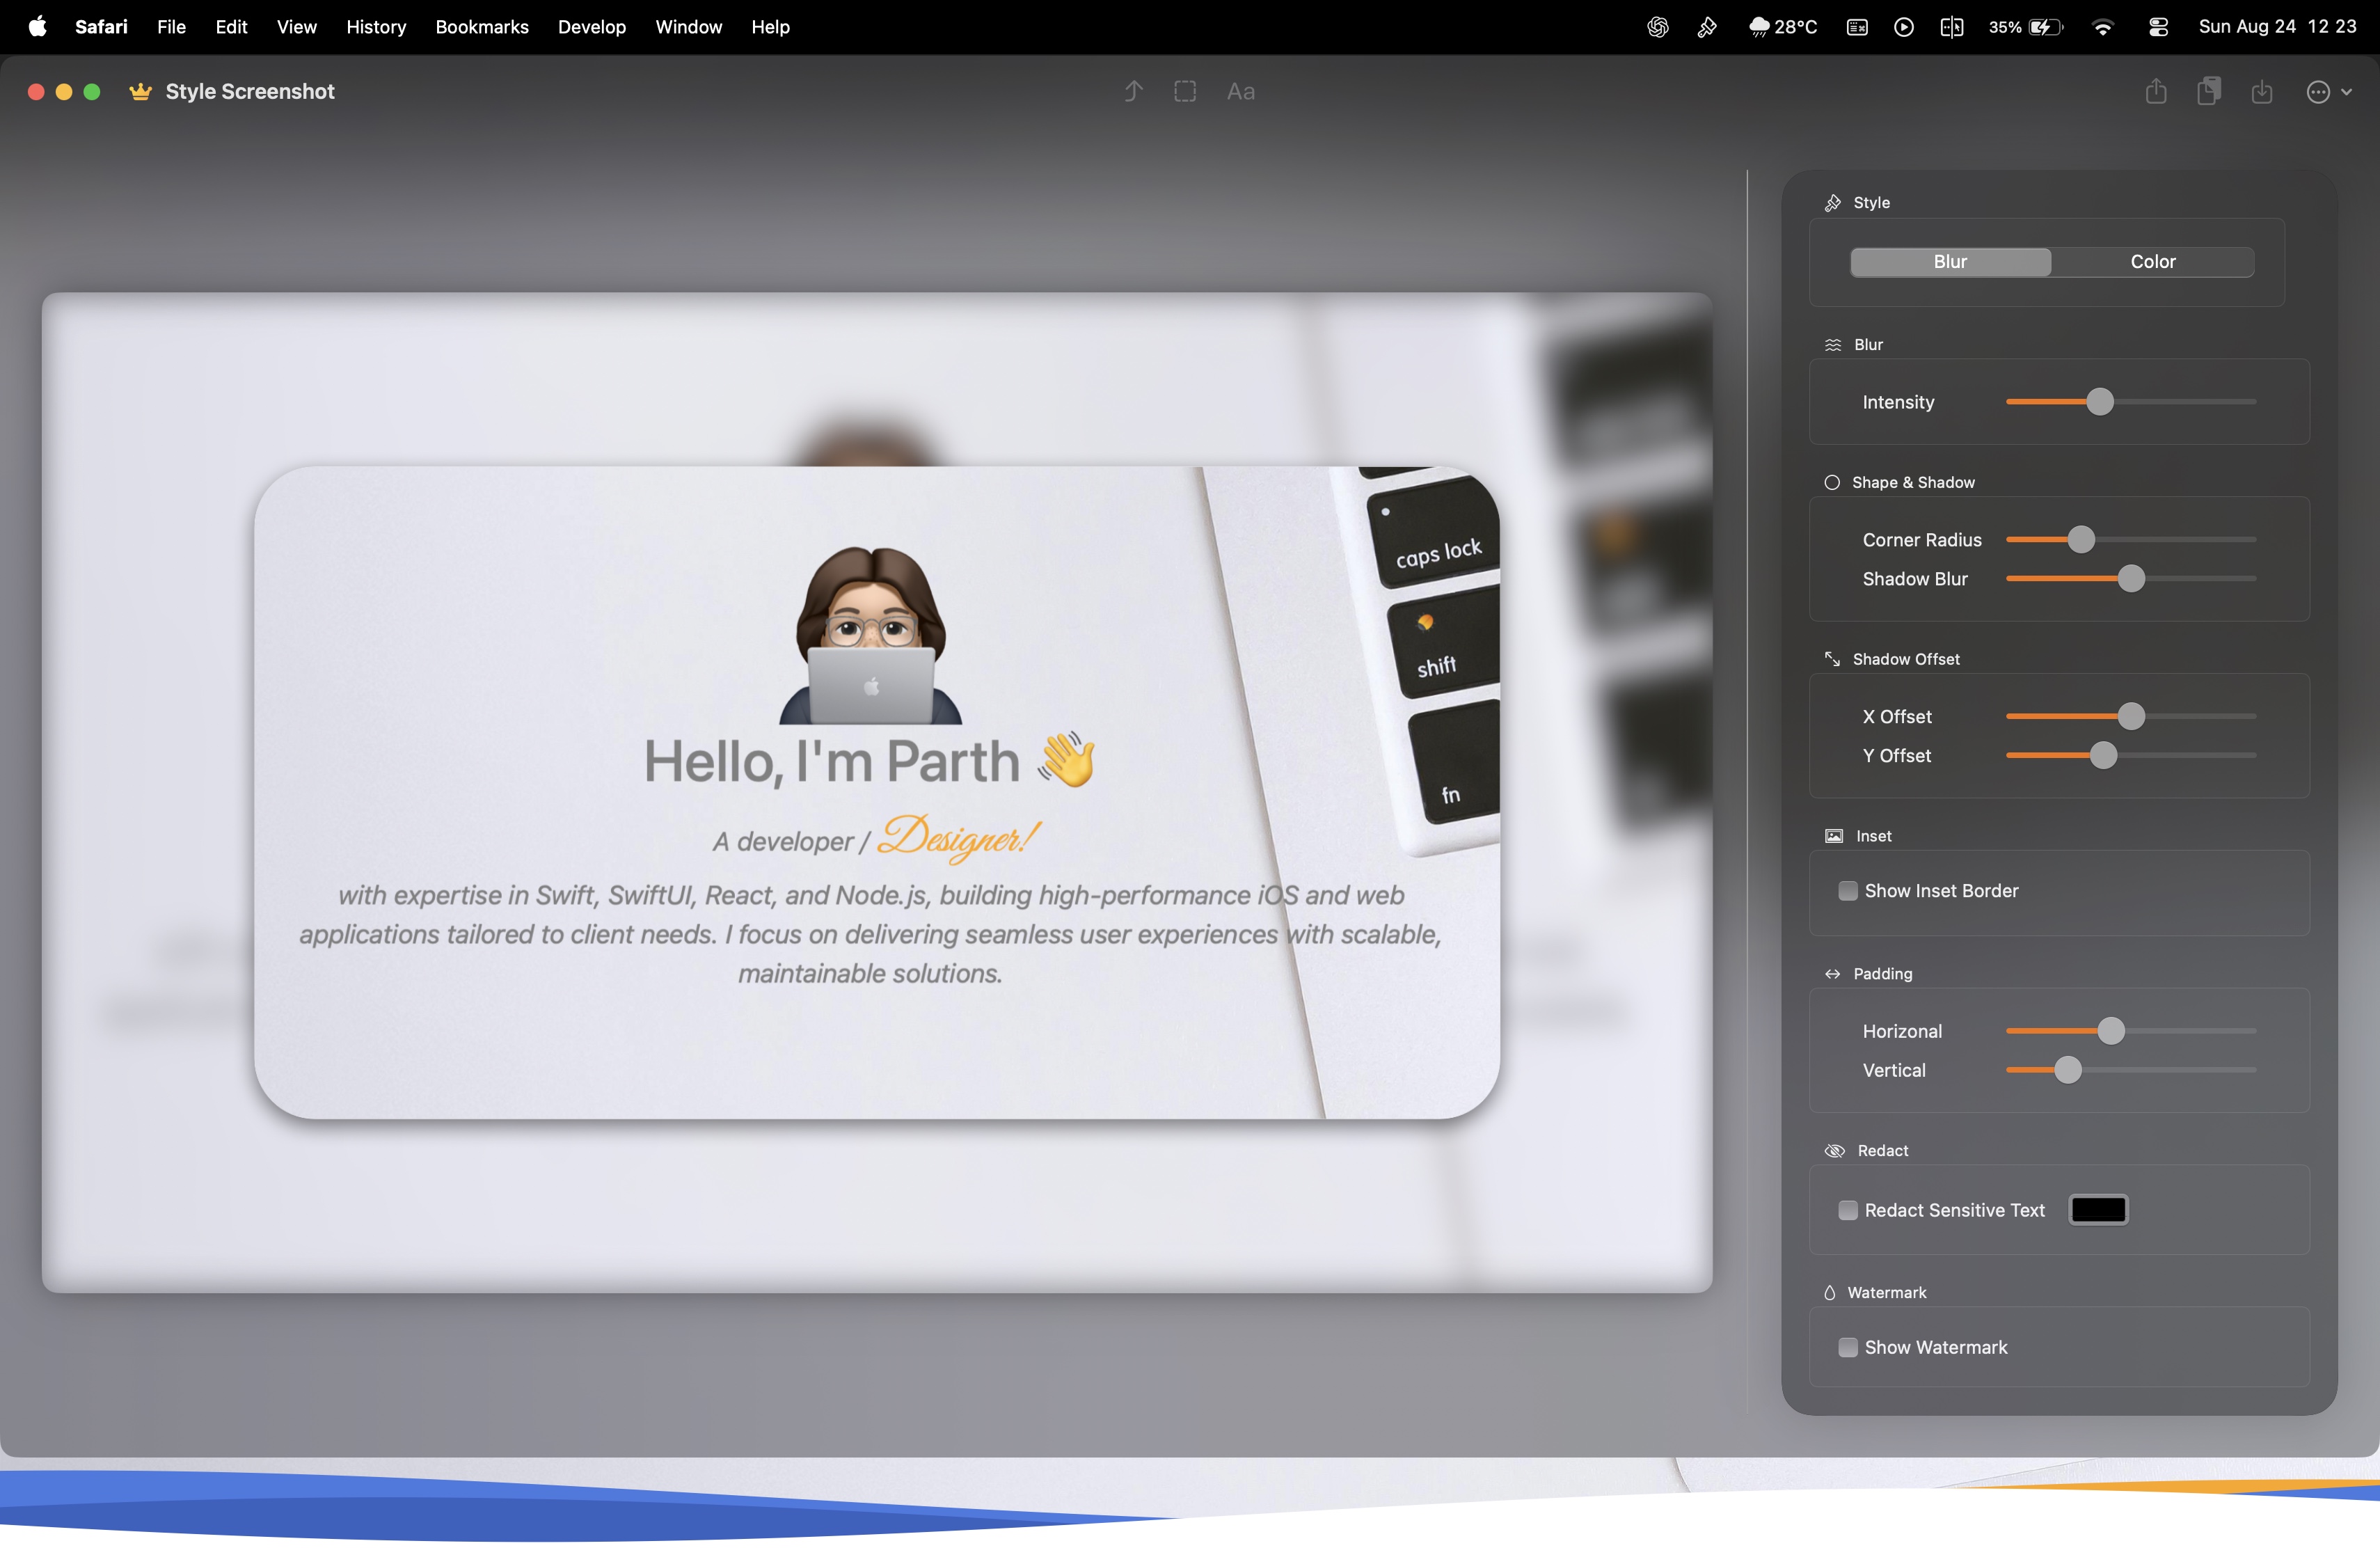 Safari File Edit View History Bookmarks Develop Window Help 28°C 35% Sun Aug 24 12 23
Style Screenshot
Aa
Style
Blur Color
Blur
Intensity
Shape & Shadow
Corner Radius
Shadow Blur
Shadow Offset
X Offset
Y Offset
Inset
Show Inset Border
Padding
Horizonal
Vertical
Redact
Redact Sensitive Text
Watermark
Show Watermark
caps lock
shift
fn
Hello, I'm Parth 👋
A developer / Designer!
with expertise in Swift, SwiftUI, React, and Node.js, building high-performance iOS and web
applications tailored to client needs. I focus on delivering seamless user experiences with scalable,
maintainable solutions.